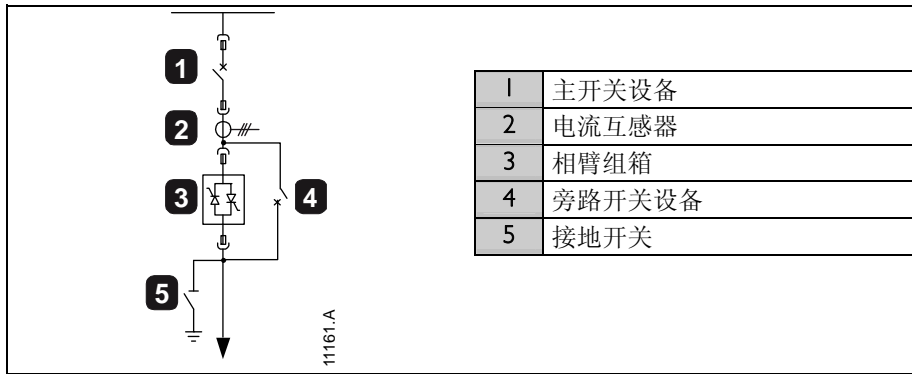 1
2
3
4
5
11161.A
1 主开关设备
2 电流互感器
3 相臂组箱
4 旁路开关设备
5 接地开关